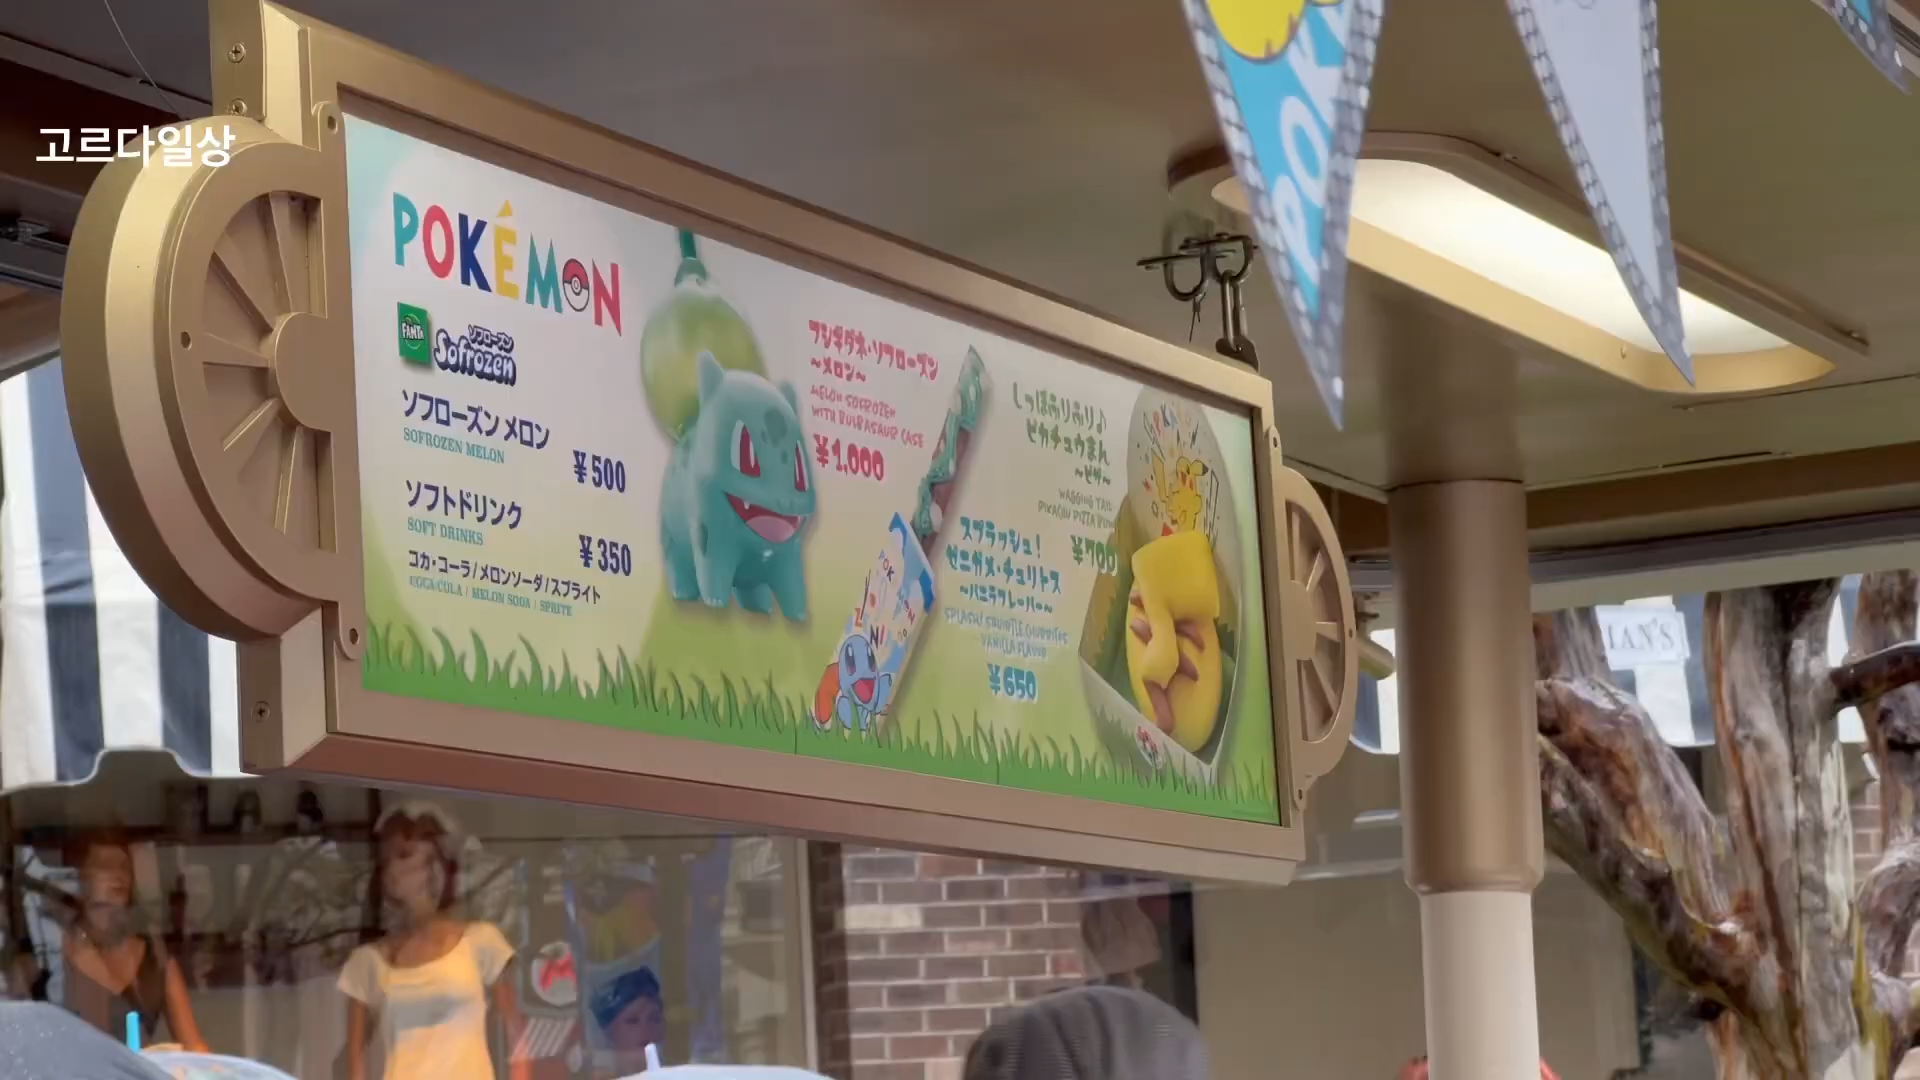 고르다일상
POKÉMON
FANTA
ソフローズン
Sofrozen
ソフローズン メロン
SOFROZEN MELON
¥500
ソフトドリンク
SOFT DRINKS
¥350
コカ・コーラ/メロンソーダ/スプライト
COCA-COLA / MELON SODA / SPRITE
フシギダネ・ソフローズン
~メロン~
MELON SOFROZEN
WITH BULBASAUR CASE
¥1,000
しっぽふりふり♪
ピカチュウまん
~ピザ~
WAGGING TAIL
PIKACHU PIZZA BUN
¥700
スプラッシュ!
ゼニガメ・チュリトス
~バニラフレーバー~
SPLASH! SQUIRTLE CHURRITOS
VANILLA FLAVOR
¥650
POK